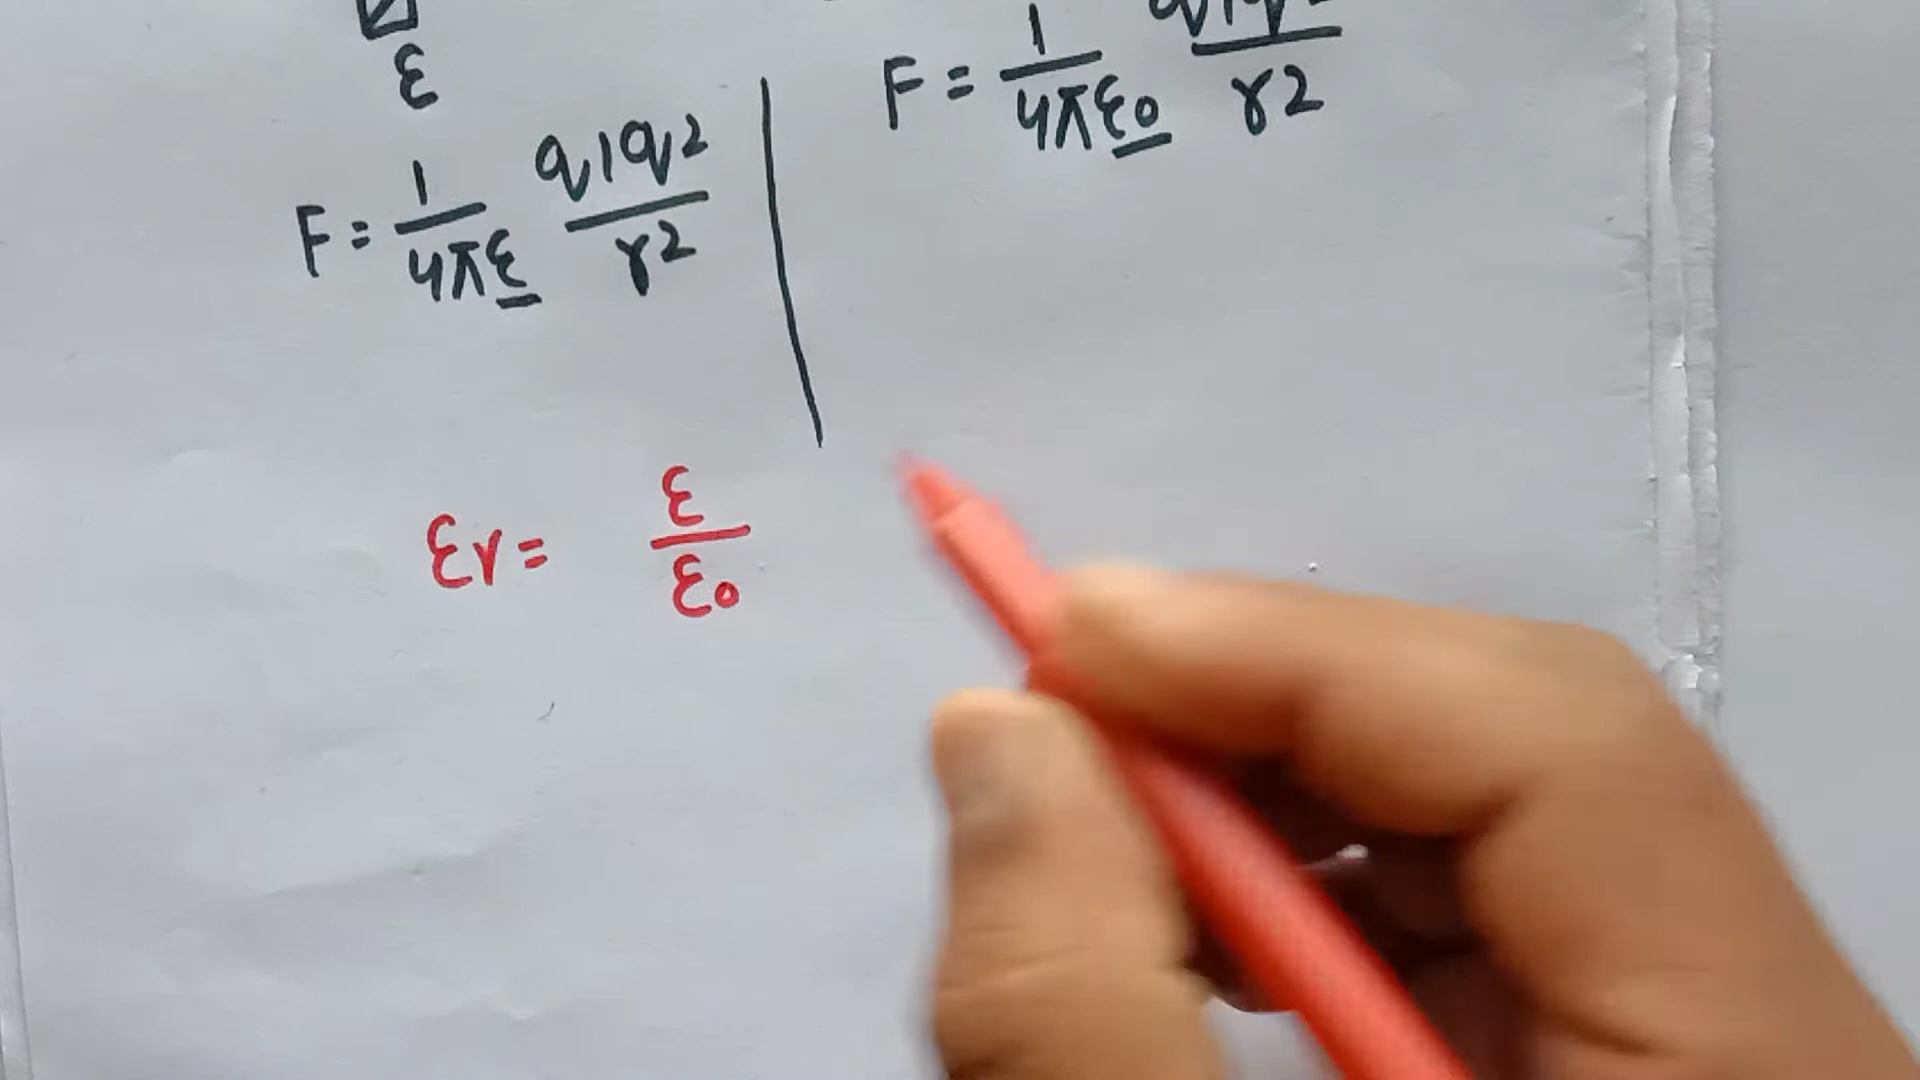 ε
F = 1/4πε q1q2/r2
F = 1/4πε0 q1q2/r2
εr = ε/ε0